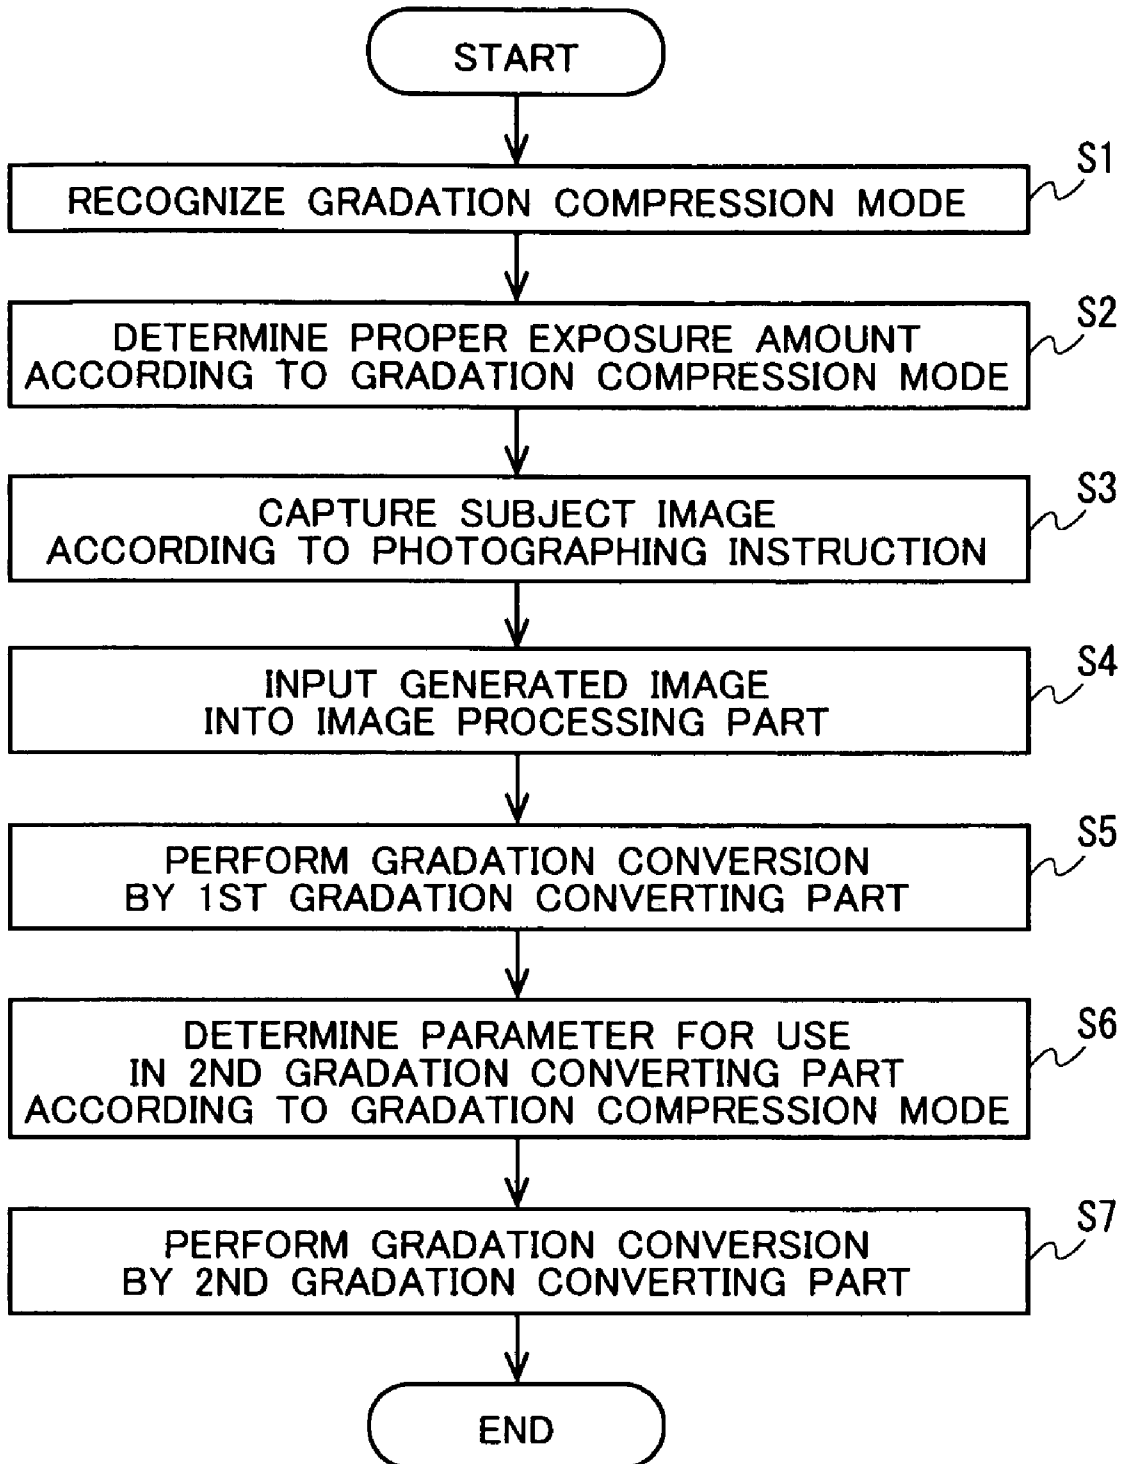 START
S1
RECOGNIZE GRADATION COMPRESSION MODE
S2
DETERMINE PROPER EXPOSURE AMOUNT
ACCORDING TO GRADATION COMPRESSION MODE
S3
CAPTURE SUBJECT IMAGE
ACCORDING TO PHOTOGRAPHING INSTRUCTION
S4
INPUT GENERATED IMAGE
INTO IMAGE PROCESSING PART
S5
PERFORM GRADATION CONVERSION
BY 1ST GRADATION CONVERTING PART
S6
DETERMINE PARAMETER FOR USE
IN 2ND GRADATION CONVERTING PART
ACCORDING TO GRADATION COMPRESSION MODE
S7
PERFORM GRADATION CONVERSION
BY 2ND GRADATION CONVERTING PART
END